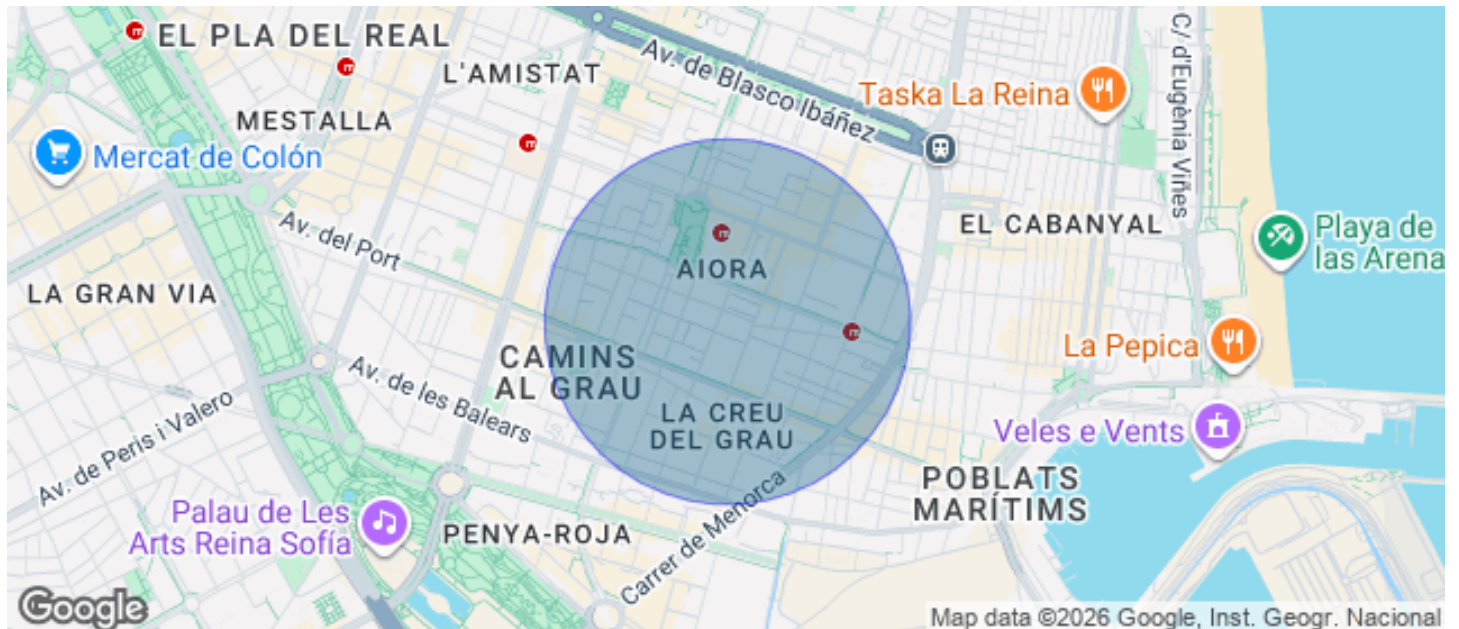 EL PLA DEL REAL
L'AMISTAT
Av. de Blasco Ibáñez
Taska La Reina
C/ d'Eugènia Viñes
MESTALLA
Mercat de Colón
EL CABANYAL
Playa de
las Arena
Av. del Port
AIORA
LA GRAN VIA
La Pepica
CAMINS
AL GRAU
Av. de les Balears
LA CREU
DEL GRAU
Veles e Vents
Av. de Peris i Valero
POBLATS
MARÍTIMS
Palau de Les
Arts Reina Sofía
PENYA-ROJA
Carrer de Menorca
Google
Map data ©2026 Google, Inst. Geogr. Nacional